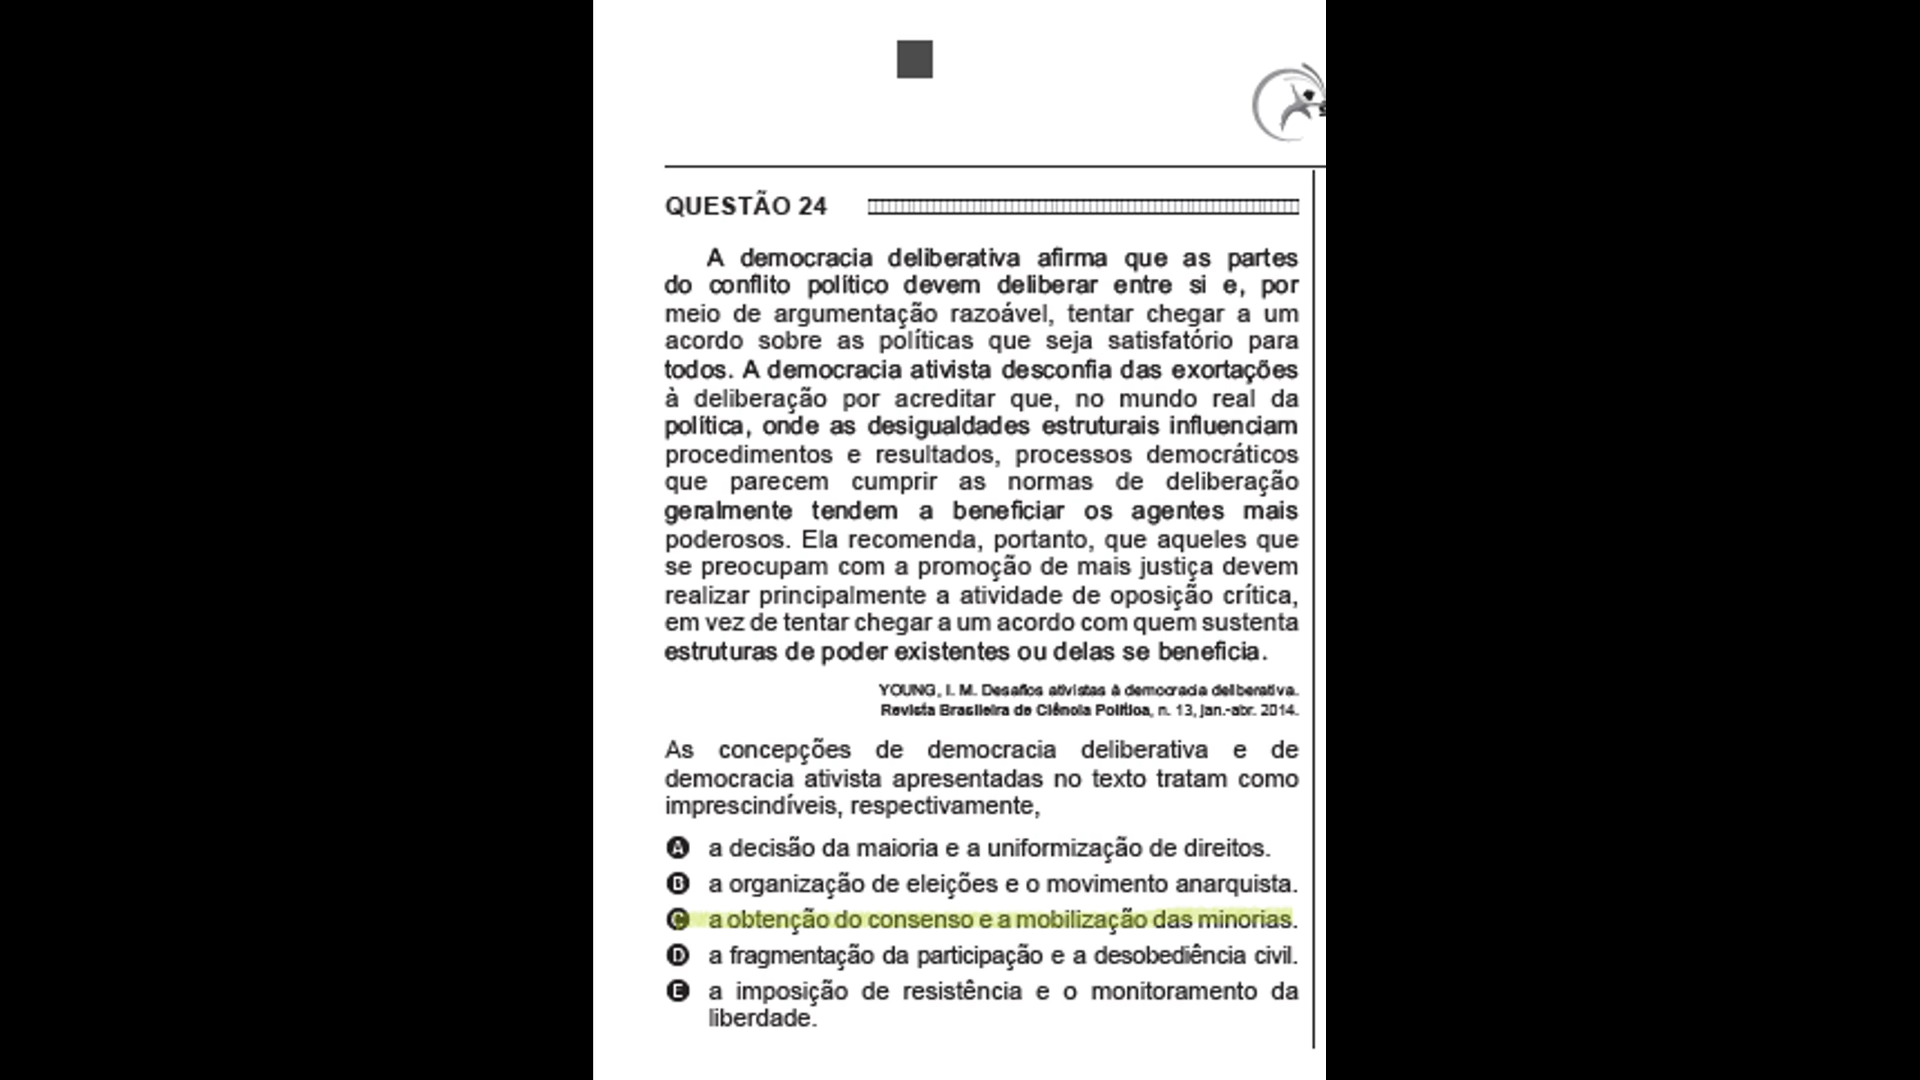 QUESTÃO 24
A democracia deliberativa afirma que as partes
do conflito político devem deliberar entre si e, por
meio de argumentação razoável, tentar chegar a um
acordo sobre as políticas que seja satisfatório para
todos. A democracia ativista desconfia das exortações
à deliberação por acreditar que, no mundo real da
política, onde as desigualdades estruturais influenciam
procedimentos e resultados, processos democráticos
que parecem cumprir as normas de deliberação
geralmente tendem a beneficiar os agentes mais
poderosos. Ela recomenda, portanto, que aqueles que
se preocupam com a promoção de mais justiça devem
realizar principalmente a atividade de oposição crítica,
em vez de tentar chegar a um acordo com quem sustenta
estruturas de poder existentes ou delas se beneficia.
YOUNG, I. M. Desafios ativistas à democracia deliberativa.
Revista Brasileira de Ciência Política, n. 13, jan.-abr. 2014.
As concepções de democracia deliberativa e de
democracia ativista apresentadas no texto tratam como
imprescindíveis, respectivamente,
A a decisão da maioria e a uniformização de direitos.
B a organização de eleições e o movimento anarquista.
C a obtenção do consenso e a mobilização das minorias.
D a fragmentação da participação e a desobediência civil.
E a imposição de resistência e o monitoramento da
liberdade.